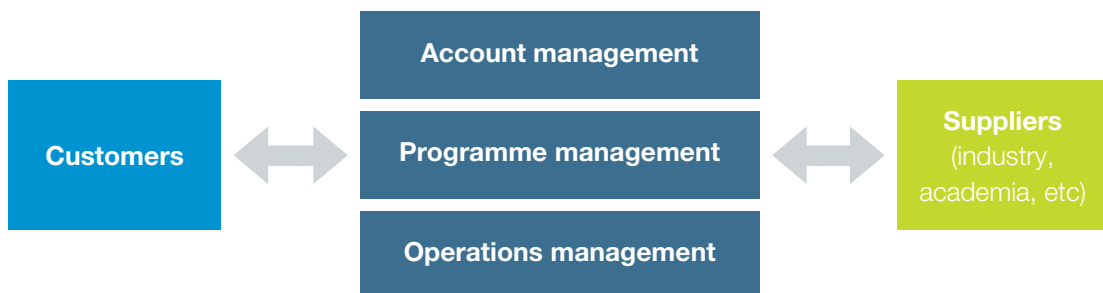 Account management
Customers
Programme management
Operations management
Suppliers
(industry,
academia, etc)